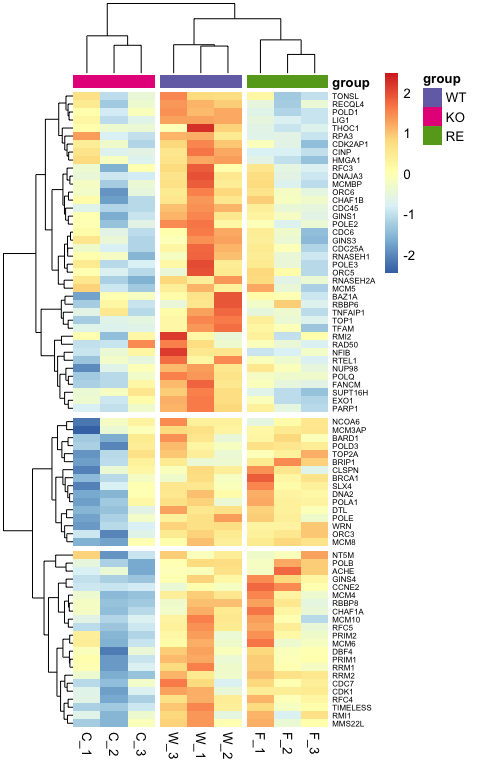 group
TONSL
RECQL4
POLD1
LIG1
THOC1
RPA3
CDK2AP1
CINP
HMGA1
RFC3
DNAJA3
MCMBP
ORC6
CHAF1B
CDC45
GINS1
POLE2
CDC6
GINS3
CDC25A
RNASEH1
POLE3
ORC5
RNASEH2A
MCM5
BAZ1A
RBBP6
TNFAIP1
TOP1
TFAM
RMI2
RAD50
NFIB
RTEL1
NUP98
POLQ
FANCM
SUPT16H
EXO1
PARP1
NCOA6
MCM3AP
BARD1
POLD3
TOP2A
BRIP1
CLSPN
BRCA1
SLX4
DNA2
POLA1
DTL
POLE
WRN
ORC3
MCM8
NT5M
POLB
ACHE
GINS4
CCNE2
MCM4
RBBP8
CHAF1A
MCM10
RFC5
PRIM2
MCM6
DBF4
PRIM1
RRM1
RRM2
CDC7
CDK1
RFC4
TIMELESS
RMI1
MMS22L
C_1
C_2
C_3
W_3
W_1
W_2
F_1
F_2
F_3
2
1
0
-1
-2
group
WT
KO
RE